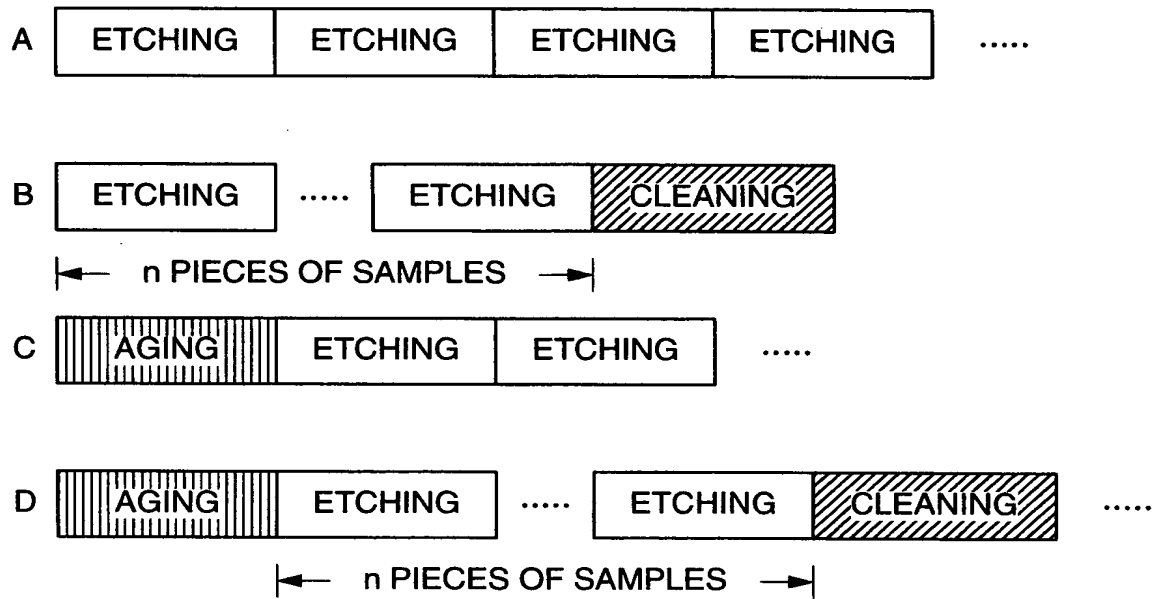 A ETCHING ETCHING ETCHING ETCHING .....
B ETCHING ..... ETCHING CLEANING
n PIECES OF SAMPLES
C AGING ETCHING ETCHING .....
D AGING ETCHING ..... ETCHING CLEANING .....
n PIECES OF SAMPLES